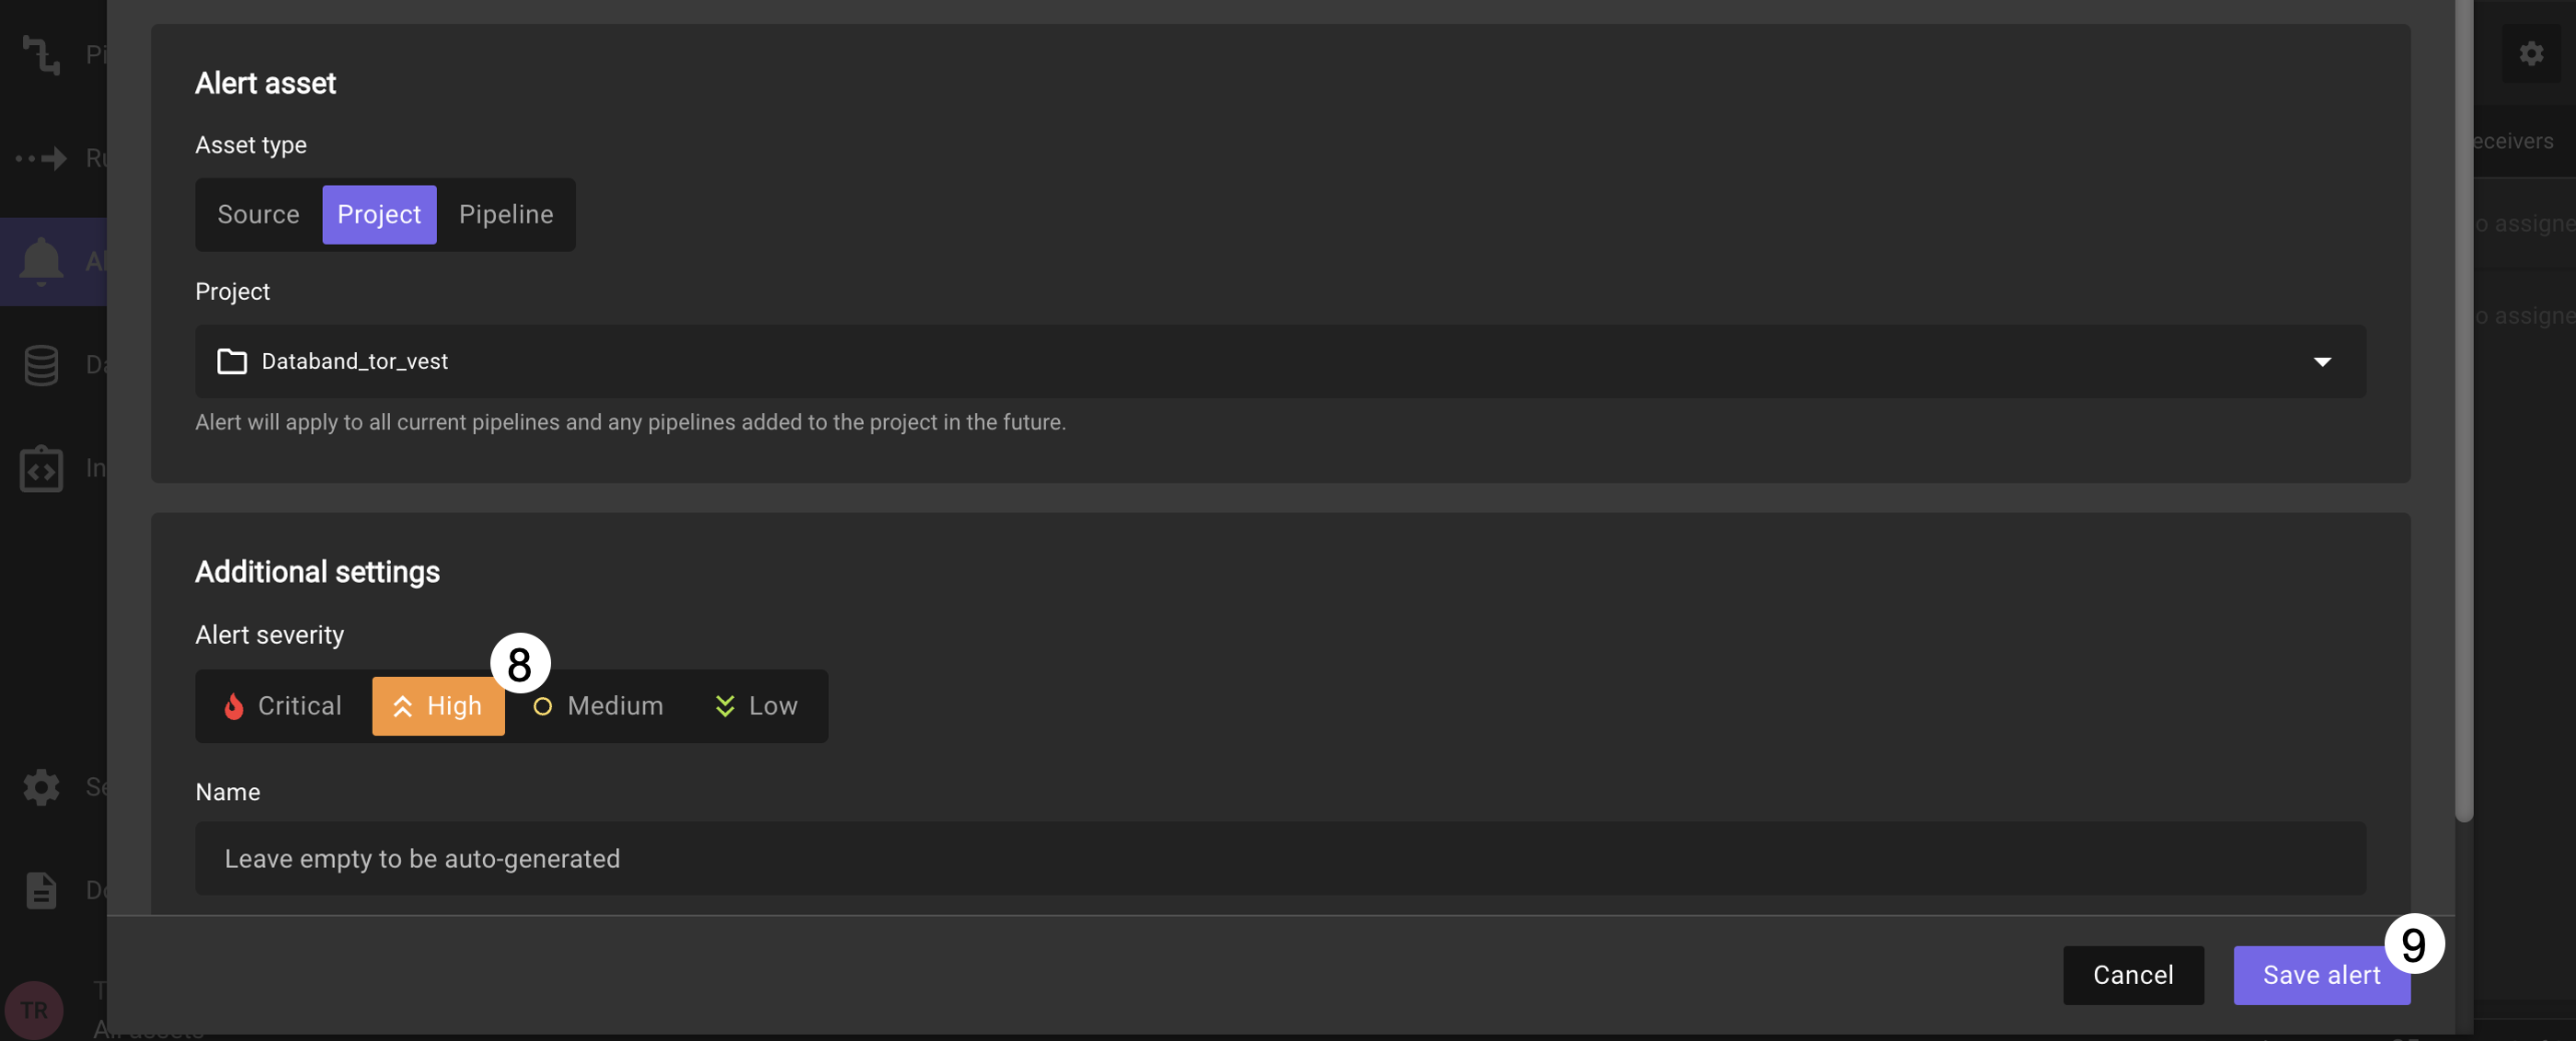 Alert asset
Asset type
Source Project Pipeline
Project
Databand_tor_vest
Alert will apply to all current pipelines and any pipelines added to the project in the future.
Additional settings
Alert severity
8
Critical High Medium Low
Name
Leave empty to be auto-generated
9
Cancel Save alert
Pi
Ru
Al
Da
In
Se
Do
TR
T
eceivers
o assigne
o assigne